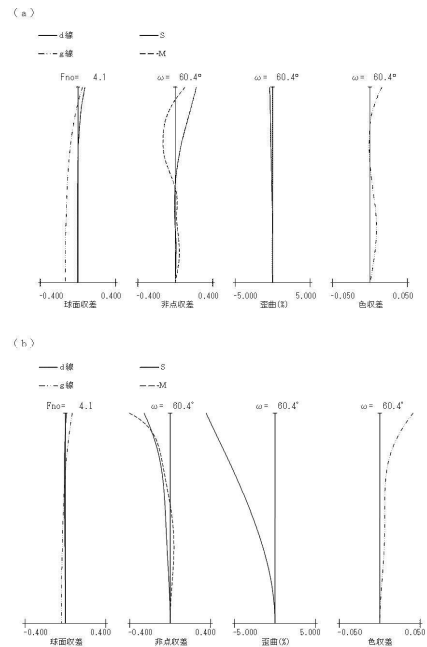 (a)
d線 S
g線 M
Fno= 4.1 ω= 60.4° ω= 60.4° ω= 60.4°
-0.400 0.400 -0.400 0.400 -5.000 5.000 -0.050 0.050
球面収差 非点収差 歪曲(%) 色収差
(b)
d線 S
g線 M
Fno= 4.1 ω= 60.4° ω= 60.4° ω= 60.4°
-0.400 0.400 -0.400 0.400 -5.000 5.000 -0.050 0.050
球面収差 非点収差 歪曲(%) 色収差